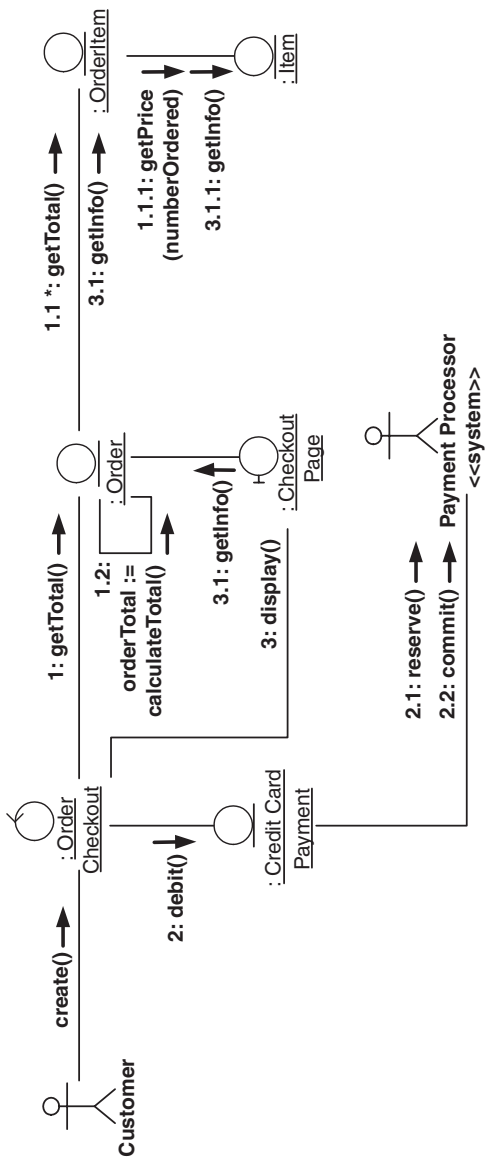 Customer
create()
: Order
Checkout
1: getTotal()
1.2:
orderTotal :=
calculateTotal()
: Order
1.1 *: getTotal()
3.1: getInfo()
: OrderItem
1.1.1: getPrice
(numberOrdered)
3.1.1: getInfo()
: Item
2: debit()
: Credit Card
Payment
3: display()
3.1: getInfo()
: Checkout
Page
2.1: reserve()
2.2: commit()
Payment Processor
<<system>>